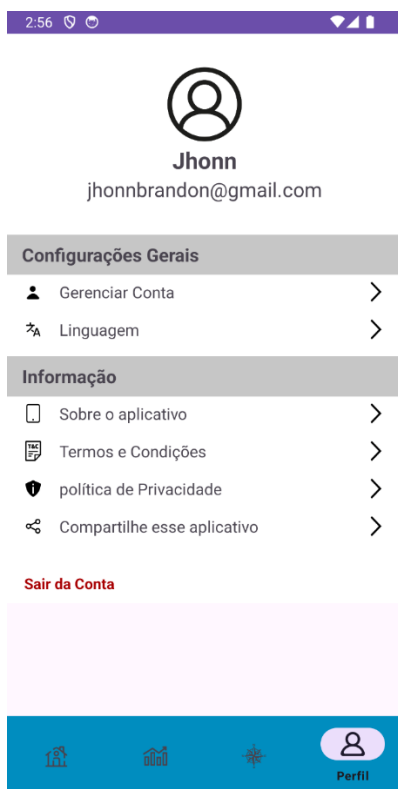 2:56
Jhonn
jhonnbrandon@gmail.com
Configurações Gerais
Gerenciar Conta
Linguagem
Informação
Sobre o aplicativo
T&C
Termos e Condições
política de Privacidade
Compartilhe esse aplicativo
Sair da Conta
Perfil